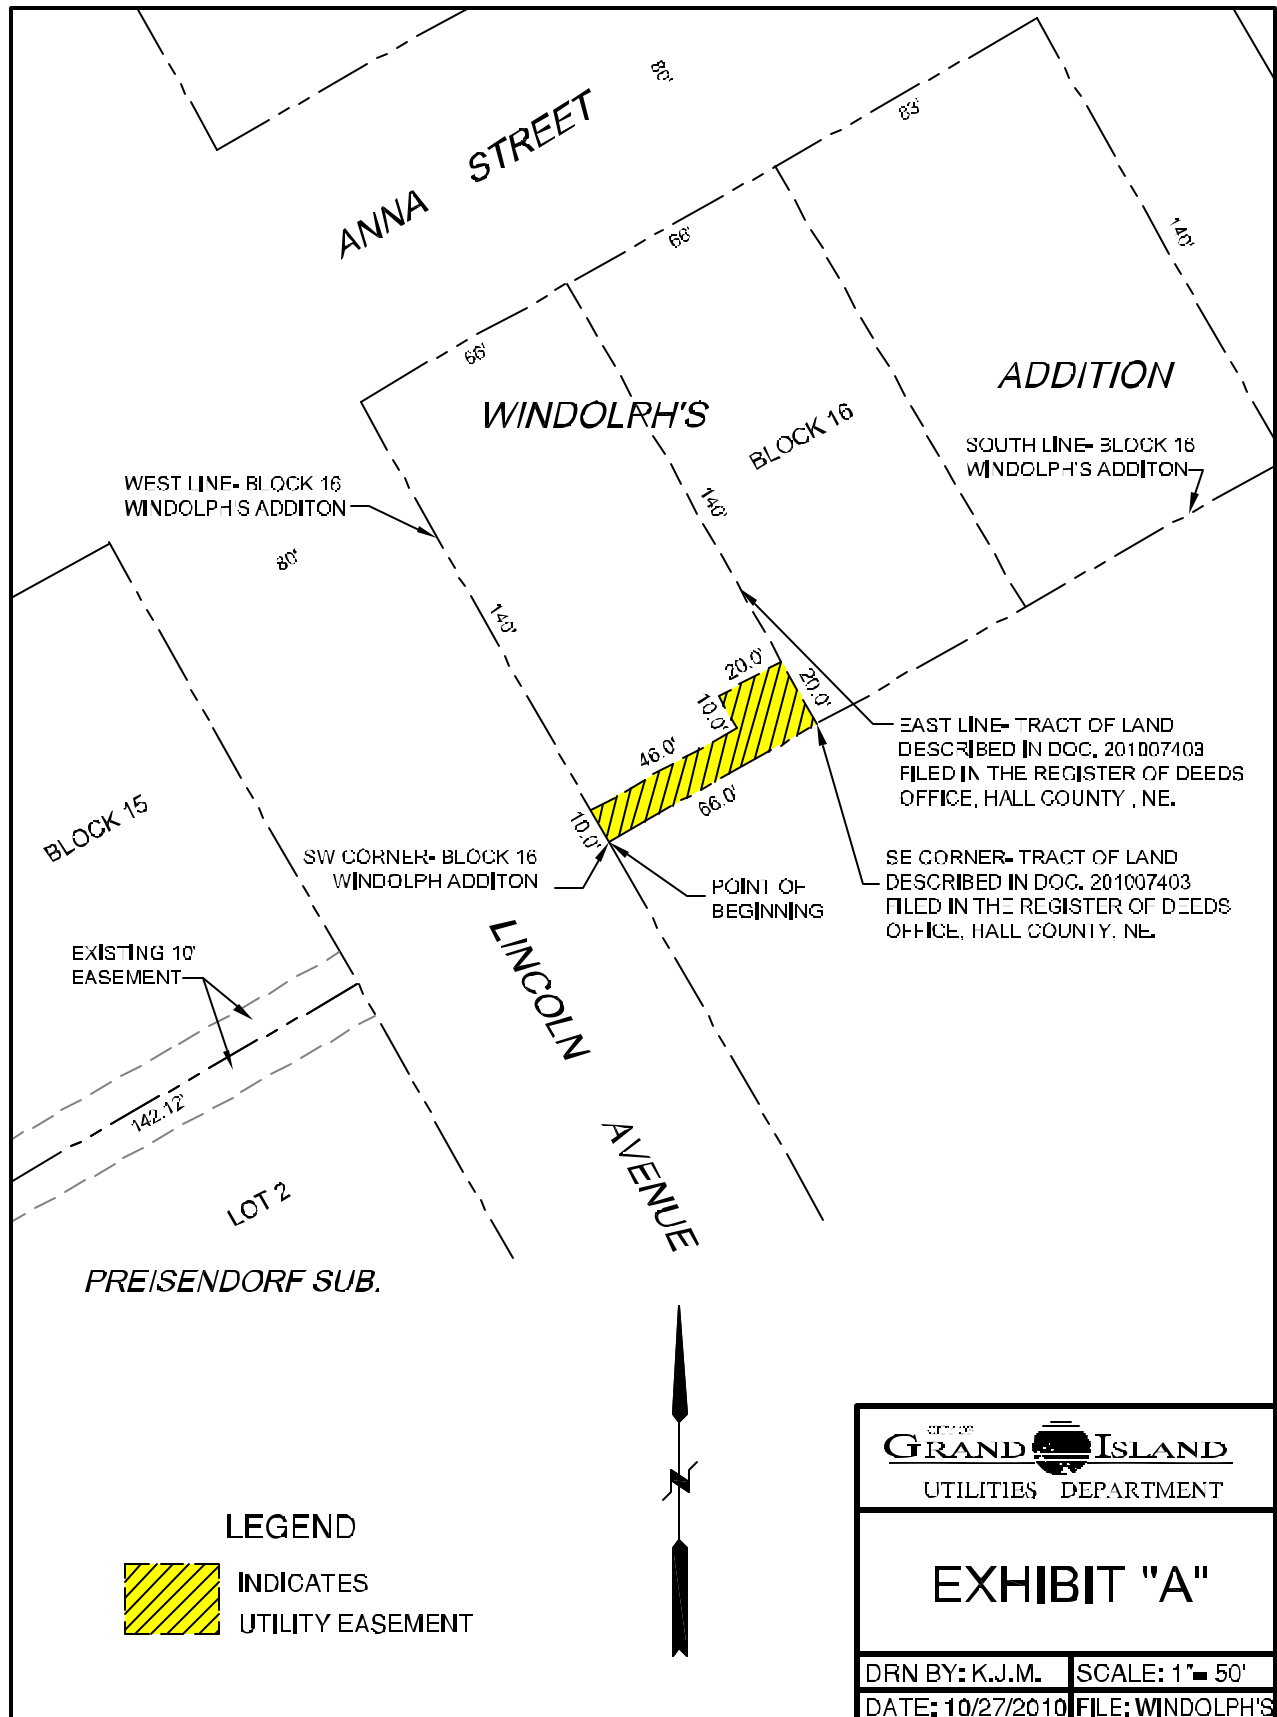 80'
83'
ANNA STREET
66'
140'
66'
ADDITION
WINDOLPH'S
BLOCK 16
SOUTH LINE- BLOCK 16
WINDOLPH'S ADDITON
WEST LINE- BLOCK 16
WINDOLPH'S ADDITON
140'
80'
140'
20.0'
20.0'
10.0'
46.0'
66.0'
10.0'
EAST LINE- TRACT OF LAND
DESCRIBED IN DOC. 201007403
FILED IN THE REGISTER OF DEEDS
OFFICE, HALL COUNTY , NE.
BLOCK 15
SW CORNER- BLOCK 16
WINDOLPH ADDITON
POINT OF
BEGINNING
SE CORNER- TRACT OF LAND
DESCRIBED IN DOC. 201007403
FILED IN THE REGISTER OF DEEDS
OFFICE, HALL COUNTY. NE.
EXISTING 10'
EASEMENT
LINCOLN AVENUE
142.12'
LOT 2
PREISENDORF SUB.
N
LEGEND
INDICATES
UTILITY EASEMENT
CITY OF
GRAND ISLAND
UTILITIES DEPARTMENT
EXHIBIT "A"
DRN BY: K.J.M.
SCALE: 1"= 50'
DATE: 10/27/2010
FILE: WINDOLPH'S